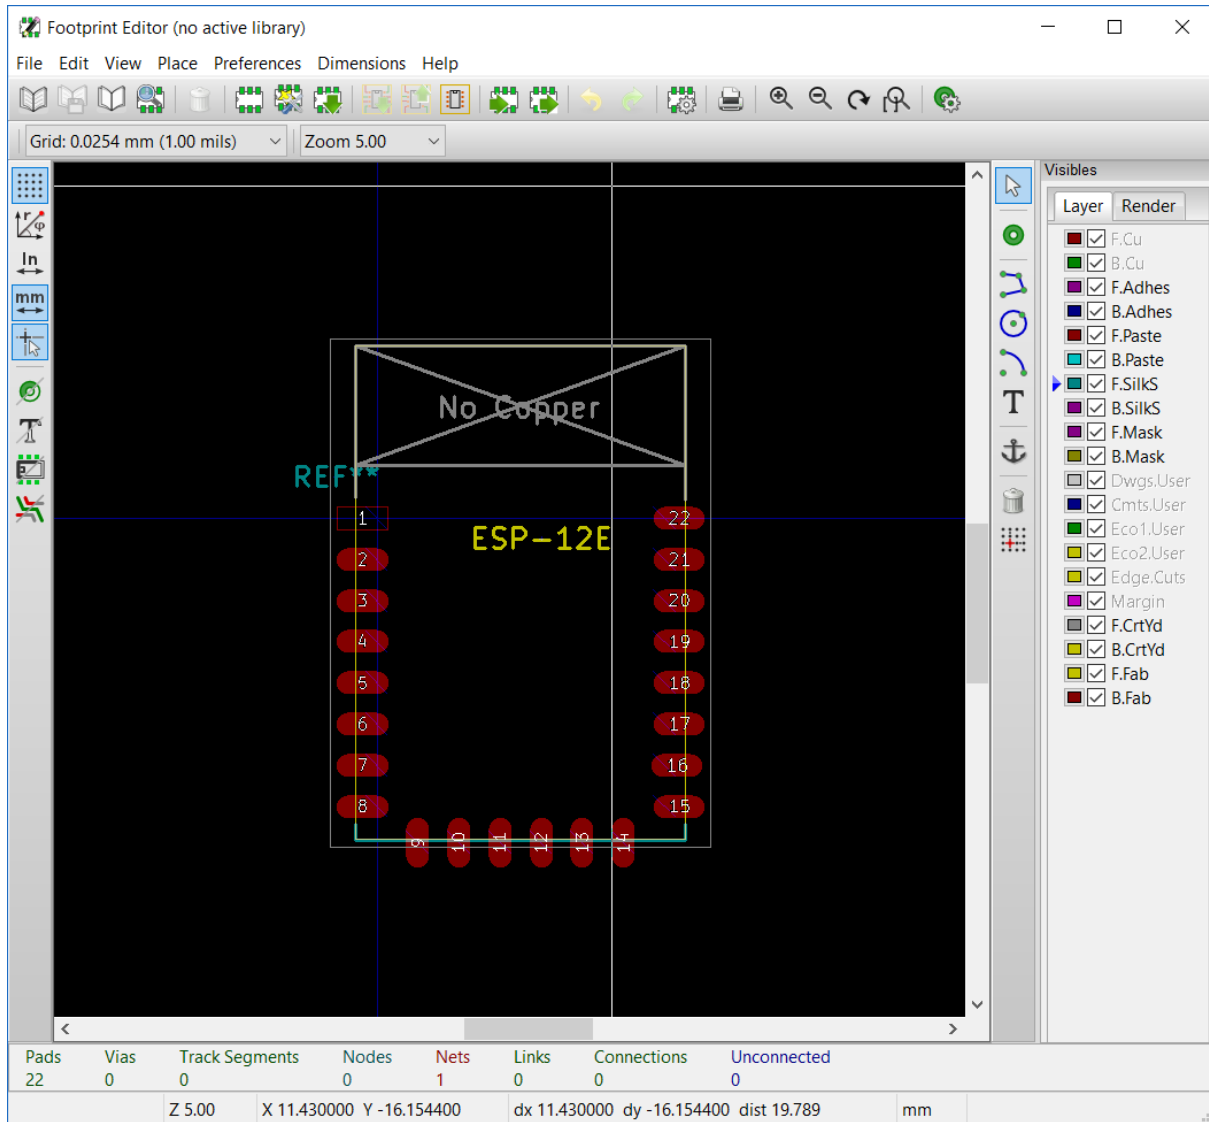 Footprint Editor (no active library)
File Edit View Place Preferences Dimensions Help
Grid: 0.0254 mm (1.00 mils) Zoom 5.00
In
mm
T
Visibles
Layer Render
F.Cu
B.Cu
F.Adhes
B.Adhes
F.Paste
B.Paste
F.SilkS
B.SilkS
F.Mask
B.Mask
Dwgs.User
Cmts.User
Eco1.User
Eco2.User
Edge.Cuts
Margin
F.CrtYd
B.CrtYd
F.Fab
B.Fab
No Copper
REF**
ESP-12E
1 22
2 21
3 20
4 19
5 18
6 17
7 16
8 15
9 10 11 12 13 14
Pads Vias Track Segments Nodes Nets Links Connections Unconnected
22 0 0 0 1 0 0 0
Z 5.00 X 11.430000 Y -16.154400 dx 11.430000 dy -16.154400 dist 19.789 mm